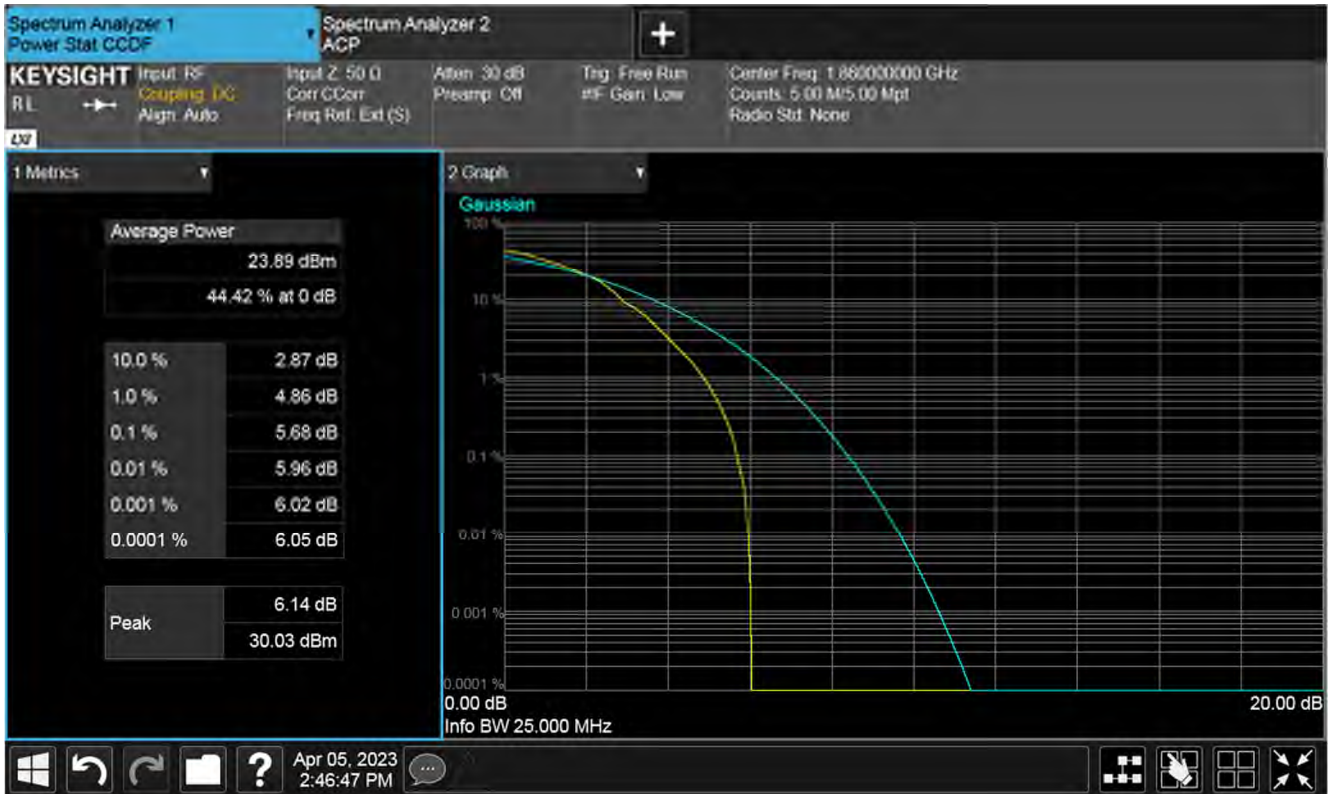 Spectrum Analyzer 1
Power Stat CCDF
Spectrum Analyzer 2
ACP
+
KEYSIGHT
RL
LXI
Input: RF
Coupling: DC
Align: Auto
Input Z: 50 Ω
Corr CCorr
Freq Ref: Ext (S)
Atten: 30 dB
Preamp: Off
Trig: Free Run
#IF Gain: Low
Center Freq: 1.860000000 GHz
Counts: 5.00 M/5.00 Mpt
Radio Std: None
1 Metrics
Average Power
23.89 dBm
44.42 % at 0 dB
10.0 % 2.87 dB
1.0 % 4.86 dB
0.1 % 5.68 dB
0.01 % 5.96 dB
0.001 % 6.02 dB
0.0001 % 6.05 dB
Peak
6.14 dB
30.03 dBm
2 Graph
Gaussian
100 %
10 %
1 %
0.1 %
0.01 %
0.001 %
0.0001 %
0.00 dB 20.00 dB
Info BW 25.000 MHz
?
Apr 05, 2023
2:46:47 PM